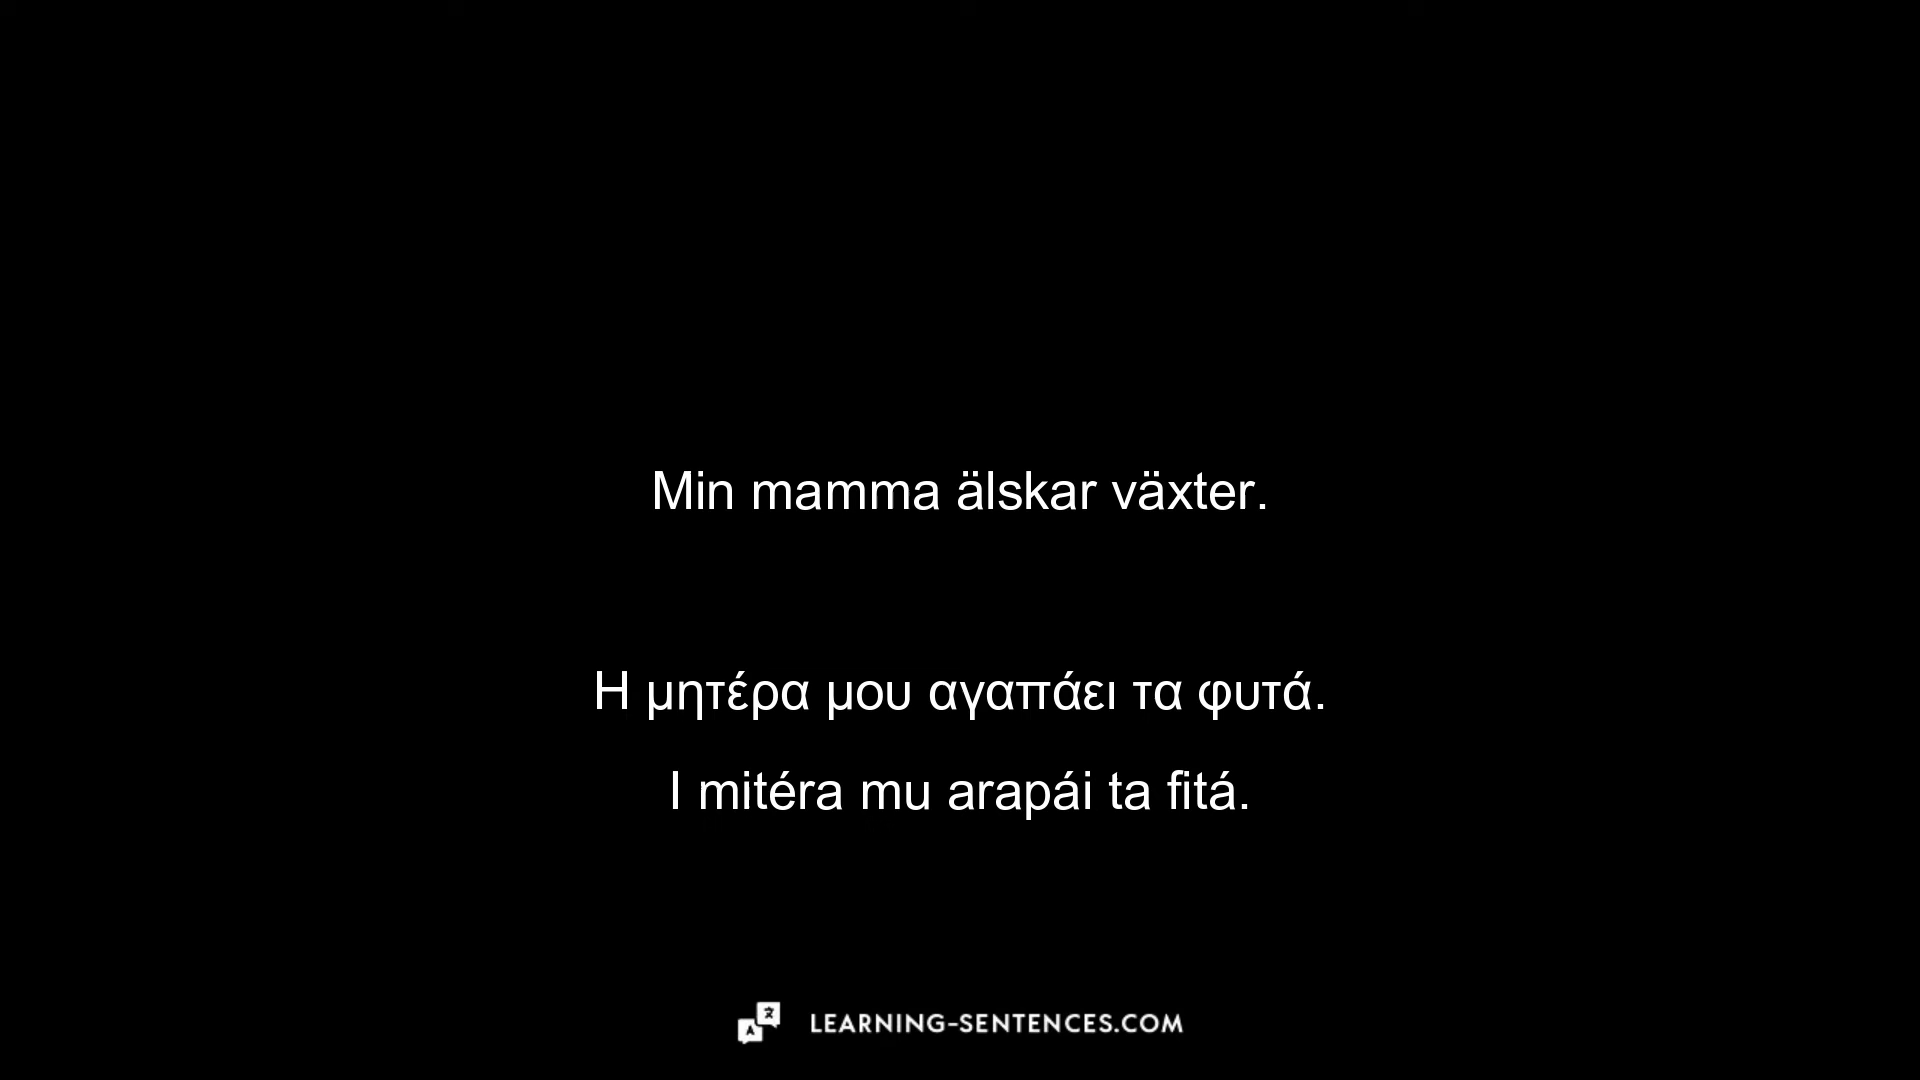 Min mamma älskar växter.
Η μητέρα μου αγαπάει τα φυτά.
I mitéra mu arapái ta fitá.
LEARNING-SENTENCES.COM